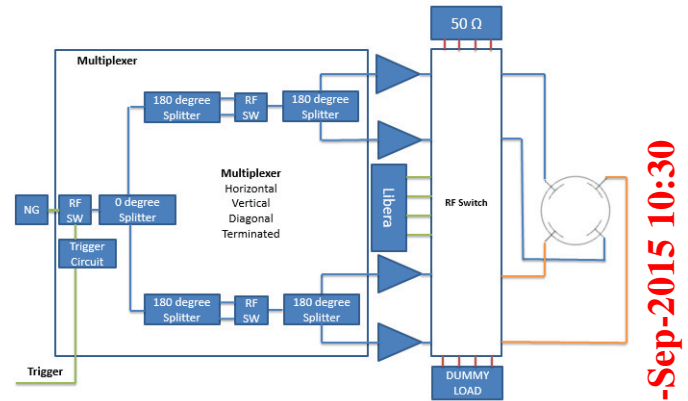 50 Ω
Multiplexer
180 degree
Splitter
RF
SW
180 degree
Splitter
Multiplexer
Horizontal
Vertical
Diagonal
Terminated
Libera
RF Switch
NG
RF
SW
0 degree
Splitter
Trigger
Circuit
180 degree
Splitter
RF
SW
180 degree
Splitter
Trigger
DUMMY
LOAD
-Sep-2015 10:30